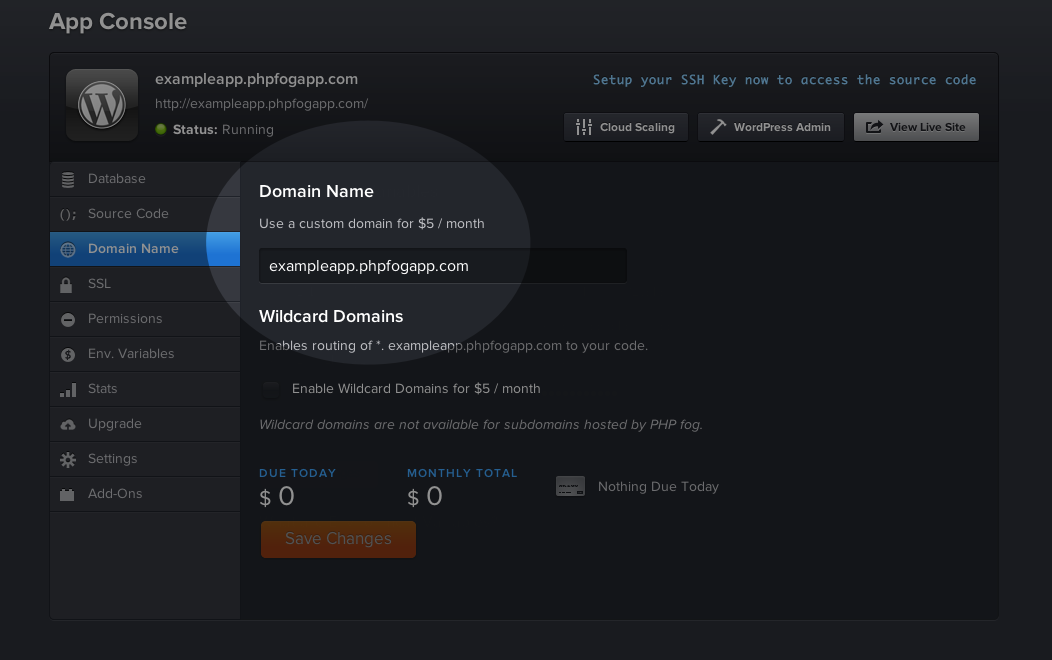 App Console
exampleapp.phpfogapp.com
http://exampleapp.phpfogapp.com/
Status: Running
Setup your SSH Key now to access the source code
Cloud Scaling
WordPress Admin
View Live Site
Database
Source Code
Domain Name
SSL
Permissions
Env. Variables
Stats
Upgrade
Settings
Add-Ons
Domain Name
Use a custom domain for $5 / month
exampleapp.phpfogapp.com
Wildcard Domains
Enables routing of *. exampleapp.phpfogapp.com to your code.
Enable Wildcard Domains for $5 / month
Wildcard domains are not available for subdomains hosted by PHP fog.
DUE TODAY
$ 0
MONTHLY TOTAL
$ 0
Nothing Due Today
Save Changes